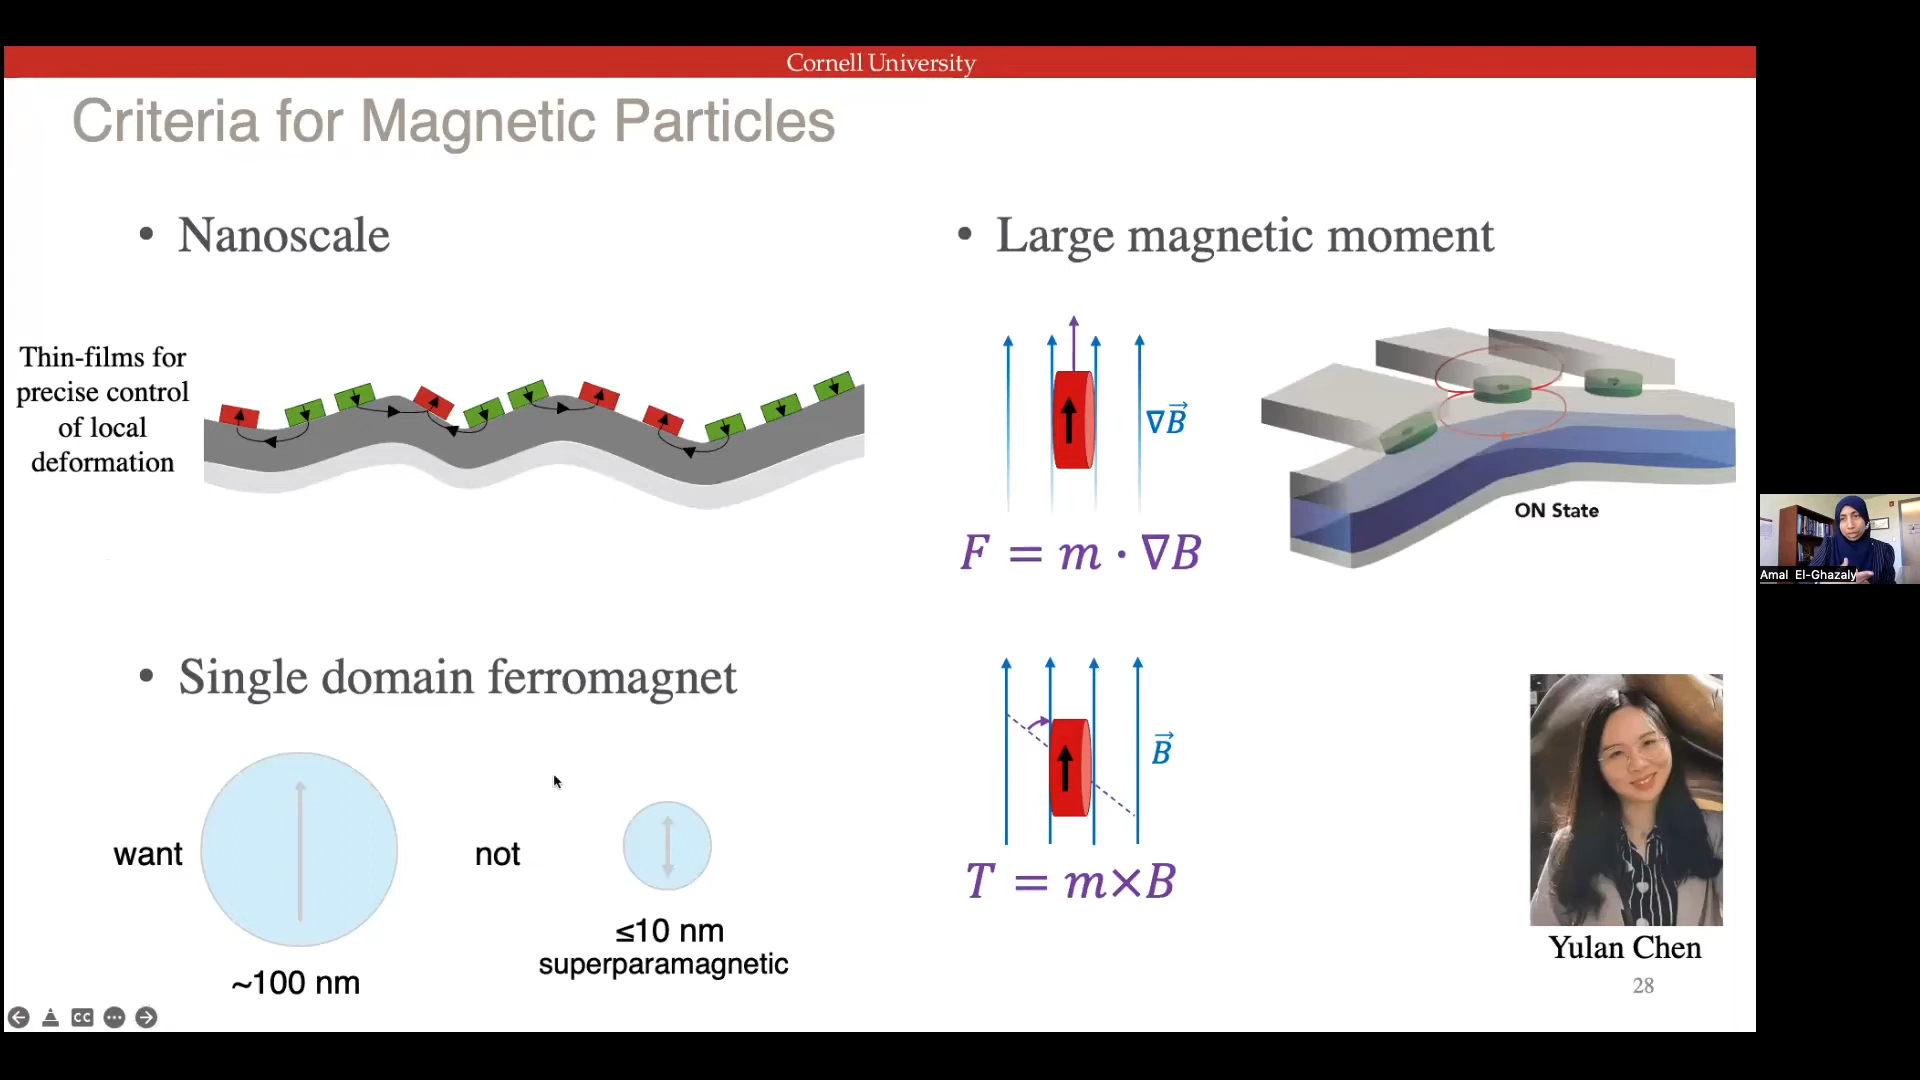 Cornell University
Criteria for Magnetic Particles
• Nanoscale
Thin-films for
precise control
of local
deformation
• Single domain ferromagnet
want
~100 nm
not
≤10 nm
superparamagnetic
• Large magnetic moment
∇B⃗
F = m · ∇B
ON State
B⃗
T = m×B
Yulan Chen
28
CC
Amal El-Ghazaly